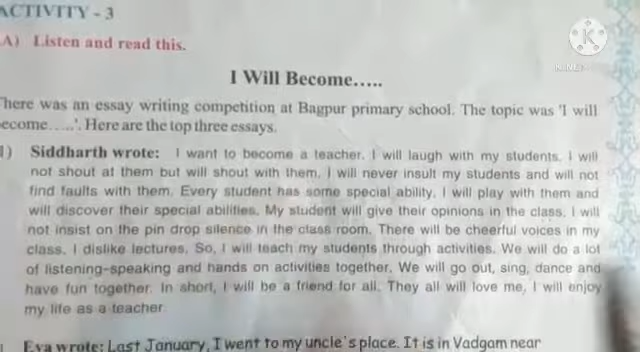 ACTIVITY - 3
A) Listen and read this.
I Will Become.....
There was an essay writing competition at Bagpur primary school. The topic was 'I will
become.....'. Here are the top three essays.
1) Siddharth wrote: I want to become a teacher. I will laugh with my students. I will
not shout at them but will shout with them. I will never insult my students and will not
find faults with them. Every student has some special ability. I will play with them and
will discover their special abilities. My student will give their opinions in the class. I will
not insist on the pin drop silence in the class room. There will be cheerful voices in my
class. I dislike lectures. So, I will teach my students through activities. We will do a lot
of listening-speaking and hands on activities together. We will go out, sing, dance and
have fun together. In short, I will be a friend for all. They all will love me, I will enjoy
my life as a teacher
Eva wrote: Last January, I went to my uncle's place. It is in Vadgam near